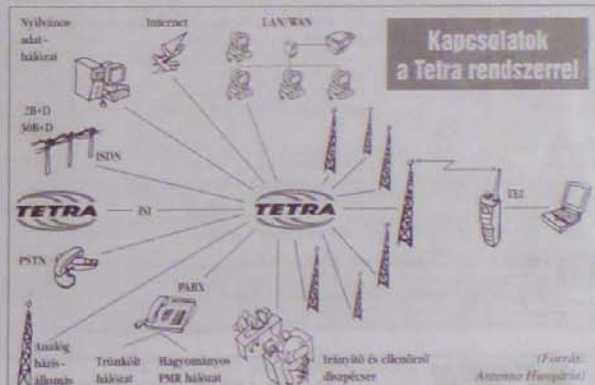 Nyilvános
adat-
hálózat
Internet
LAN/WAN
Kapcsolatok
a Tetra rendszerrel
2B+D
30B+D
ISDN
TETRA
ISI
TETRA
TEI
PSTN
PABX
Analóg
bázis-
állomás
Trönkölt
hálózat
Hagyományos
PMR hálózat
Irányító és ellenőrző
diszpécser
(Forrás:
Antenna Hungária)